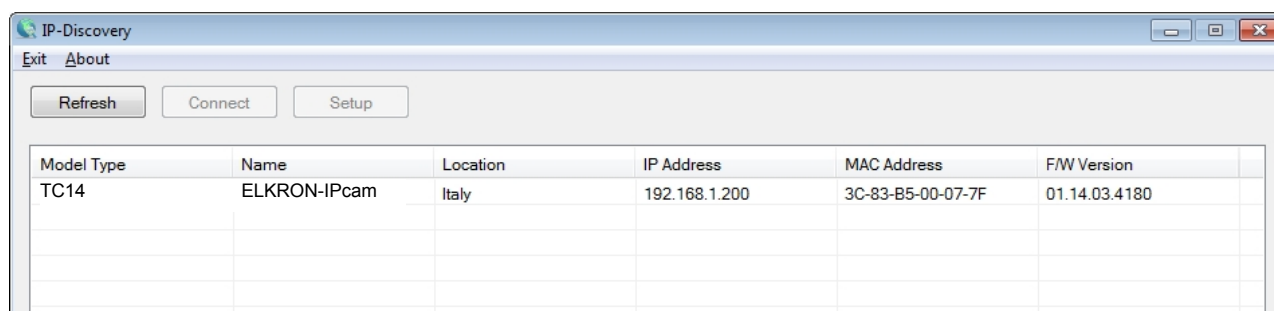 IP-Discovery
Exit About
Refresh Connect Setup
Model Type Name Location IP Address MAC Address F/W Version
TC14 ELKRON-IPcam Italy 192.168.1.200 3C-83-B5-00-07-7F 01.14.03.4180